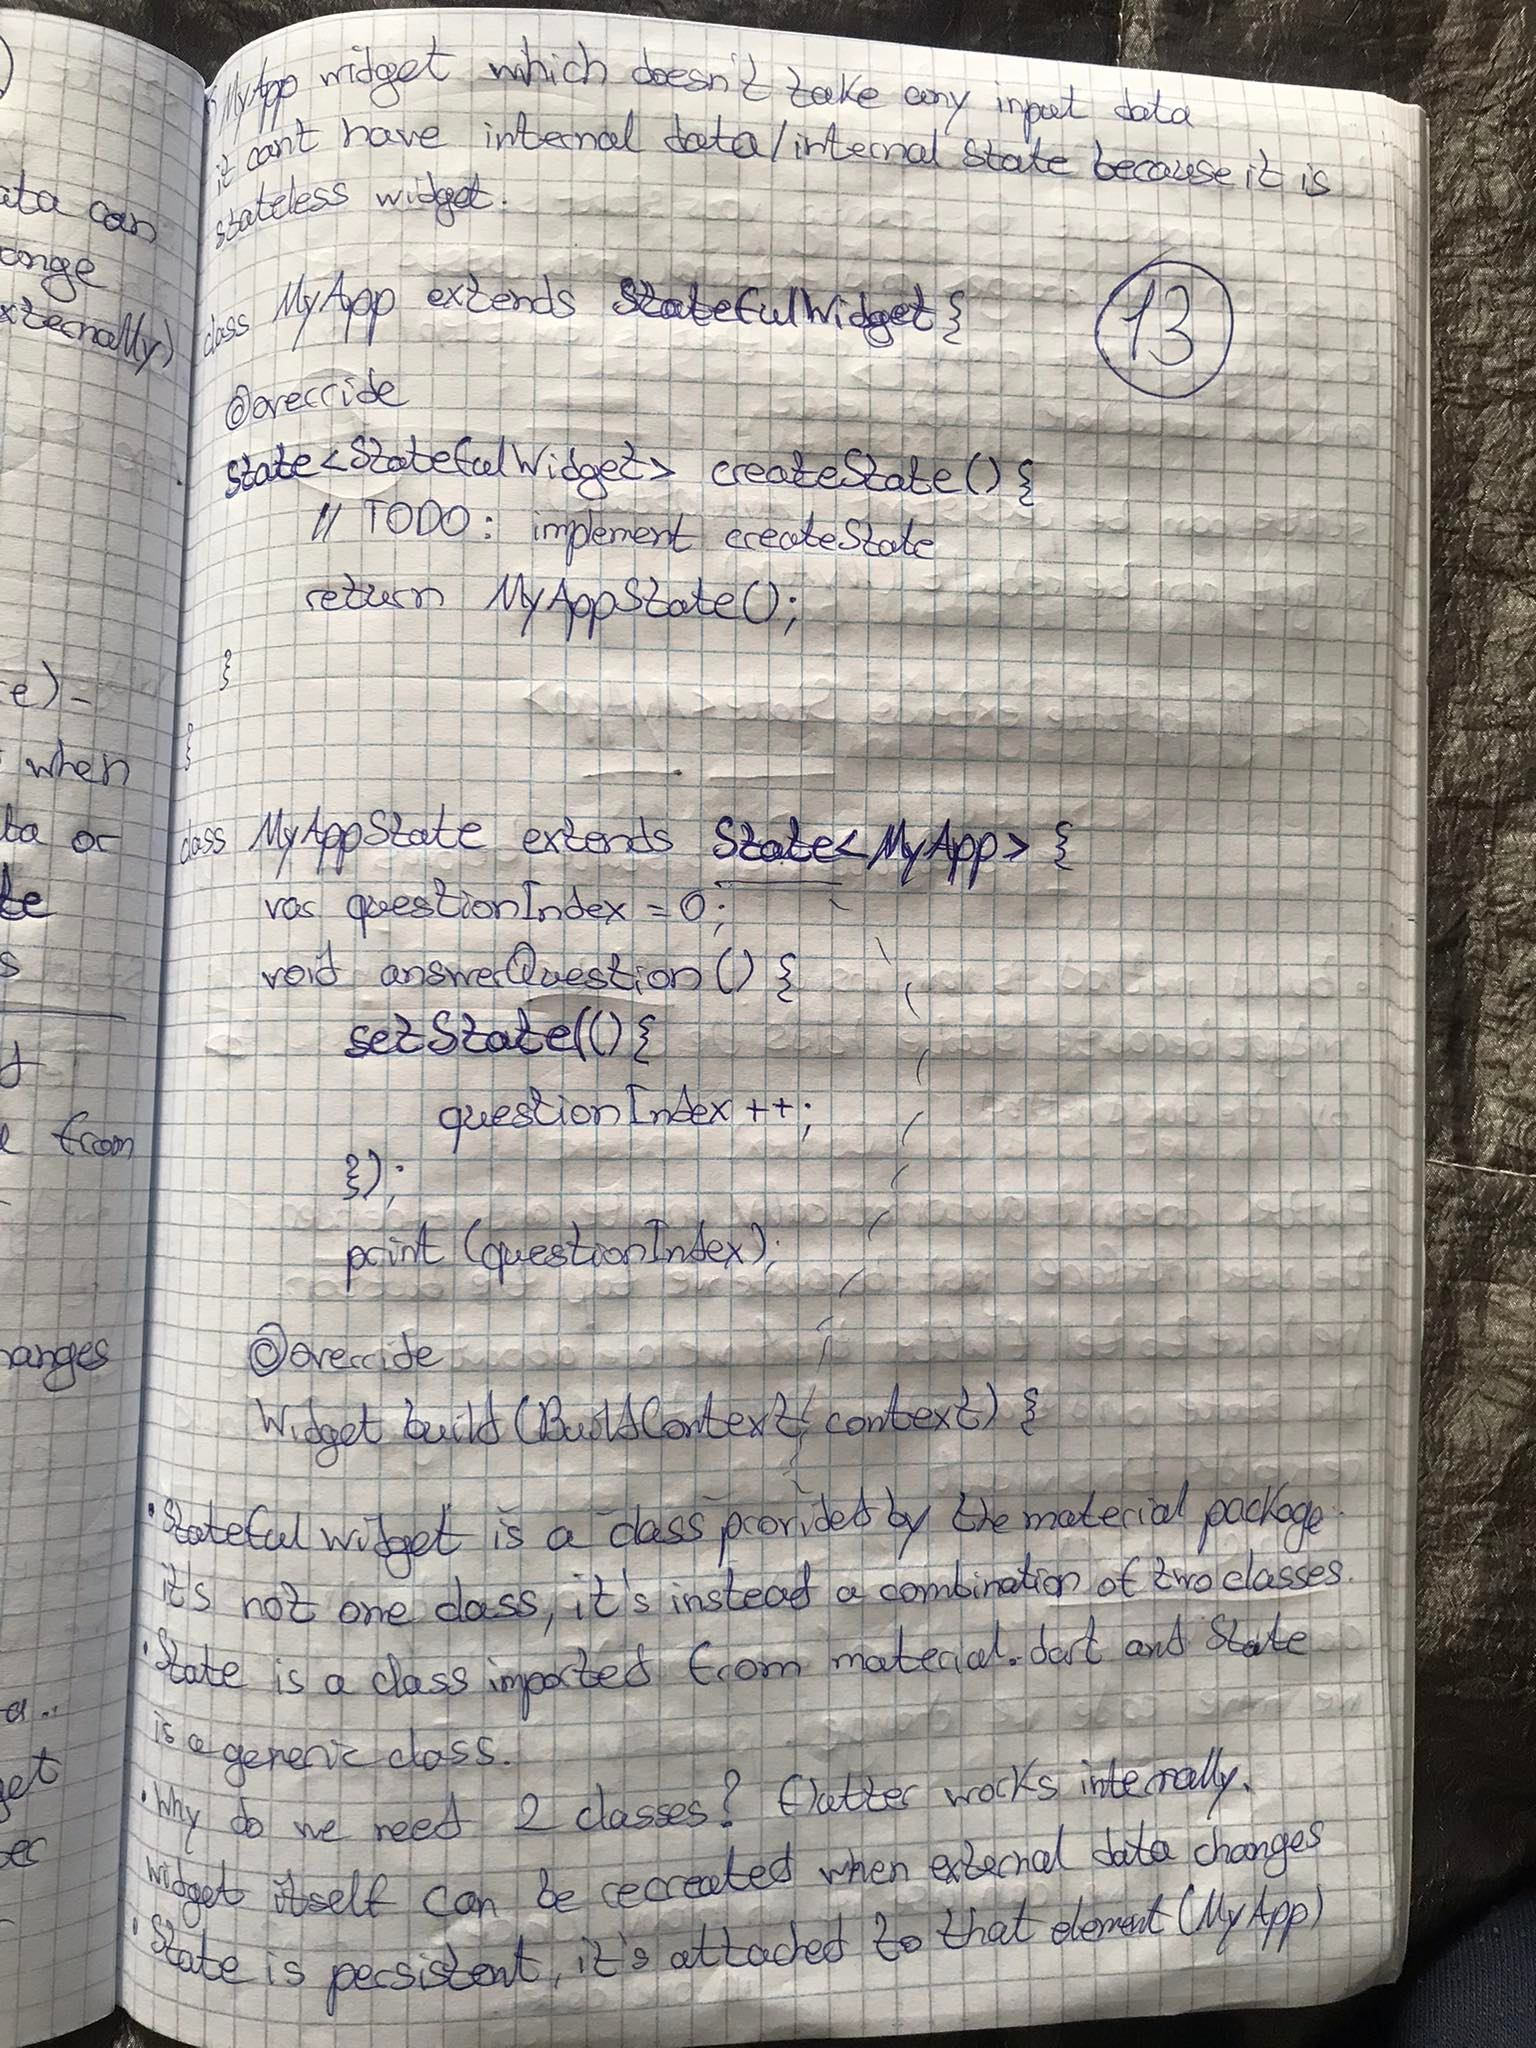 MyApp widget which doesn't take any input data
it can't have internal data/internal state because it is
stateless widget.
class MyApp extends StatefulWidget {
13
@override
State<StatefulWidget> createState() {
// TODO: implement createState
return MyAppState();
}
}
class MyAppState extends State<MyApp> {
var questionIndex = 0;
void answerQuestion () {
setState(() {
questionIndex ++;
});
print (questionIndex);
@override
Widget build (BuildContext context) {
• Stateful widget is a class provided by the material package.
it's not one class, it's instead a combination of two classes.
• State is a class imported from material.dart and State
is a generic class.
• Why do we need 2 classes? Flutter works internally.
widget itself can be recreated when external data changes
• State is persistent, it's attached to that element (MyApp)
ata can
ange
xternally)
re) -
when
ta or
te
s
from
hanges
a..
get
er